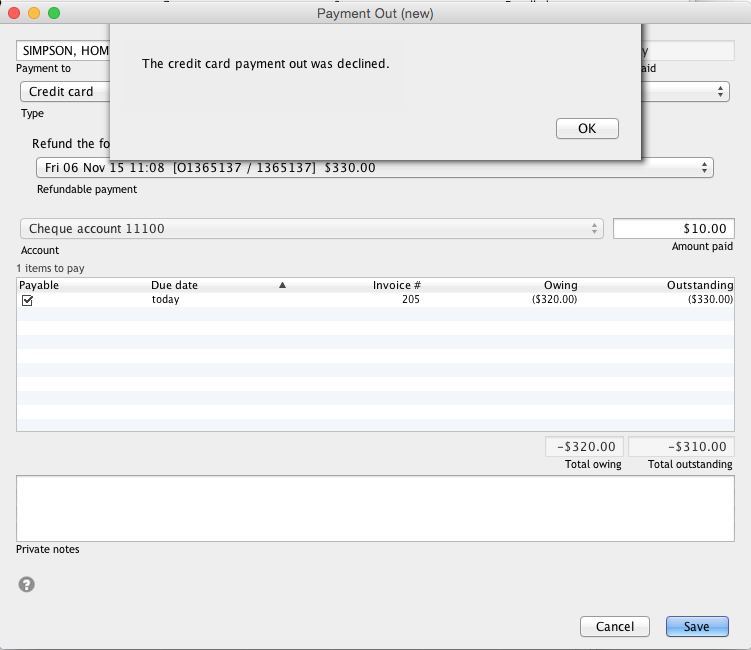 Payment Out (new)
The credit card payment out was declined.
OK
SIMPSON, HOM
Payment to
Credit card
Type
Refund the fo
Fri 06 Nov 15 11:08 [O1365137 / 1365137] $330.00
Refundable payment
Cheque account 11100 $10.00
Account Amount paid
1 items to pay
Payable Due date Invoice # Owing Outstanding
today 205 ($320.00) ($330.00)
-$320.00 -$310.00
Total owing Total outstanding
Private notes
?
Cancel Save